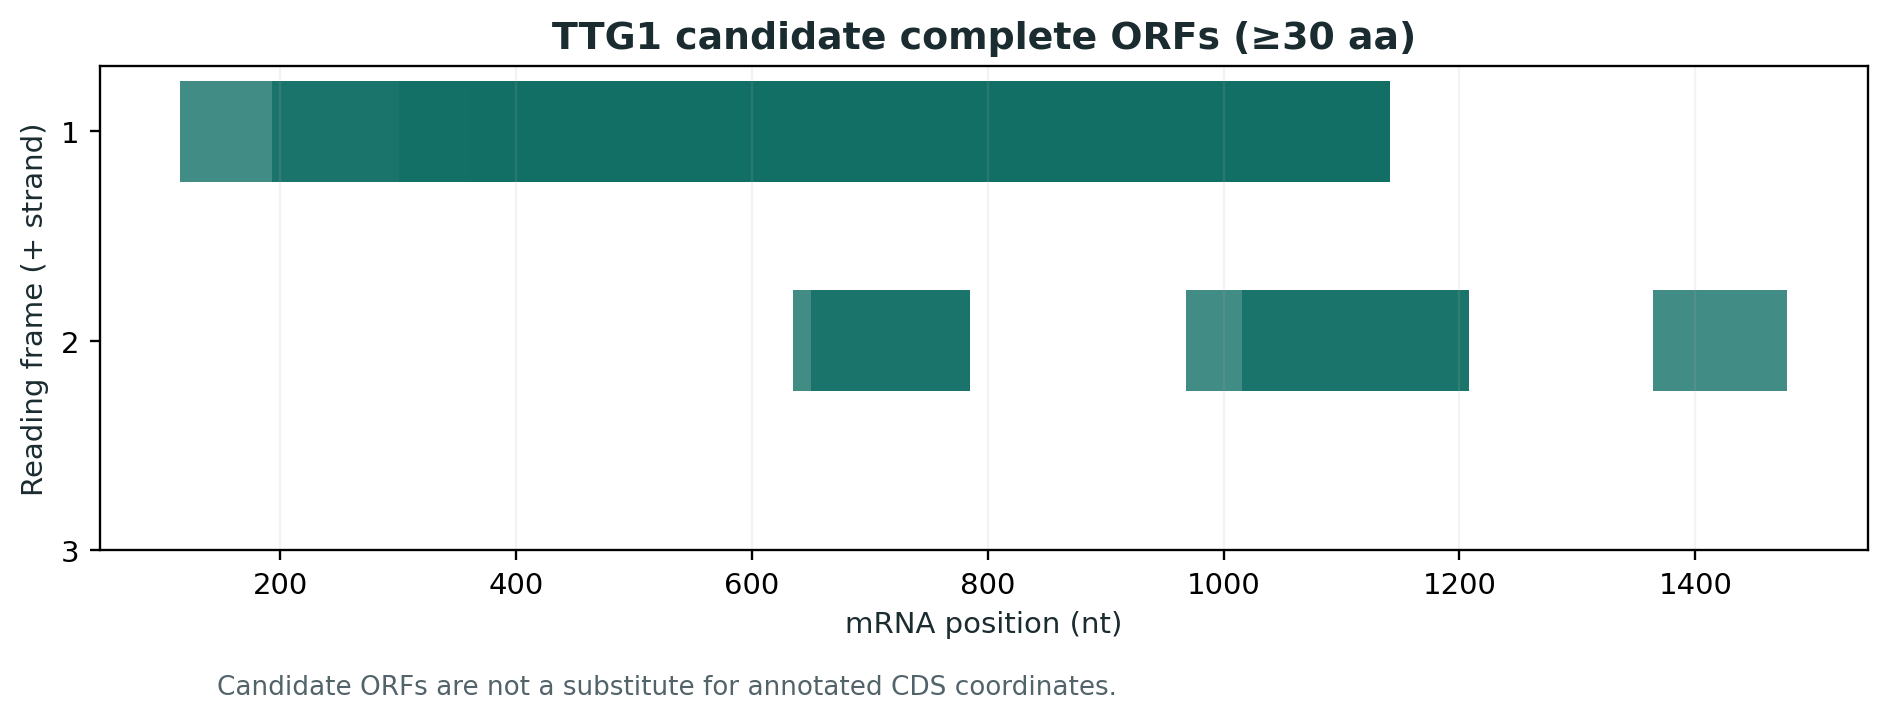 TTG1 candidate complete ORFs (≥30 aa)
Reading frame (+ strand)
1
2
3
200 400 600 800 1000 1200 1400
mRNA position (nt)
Candidate ORFs are not a substitute for annotated CDS coordinates.